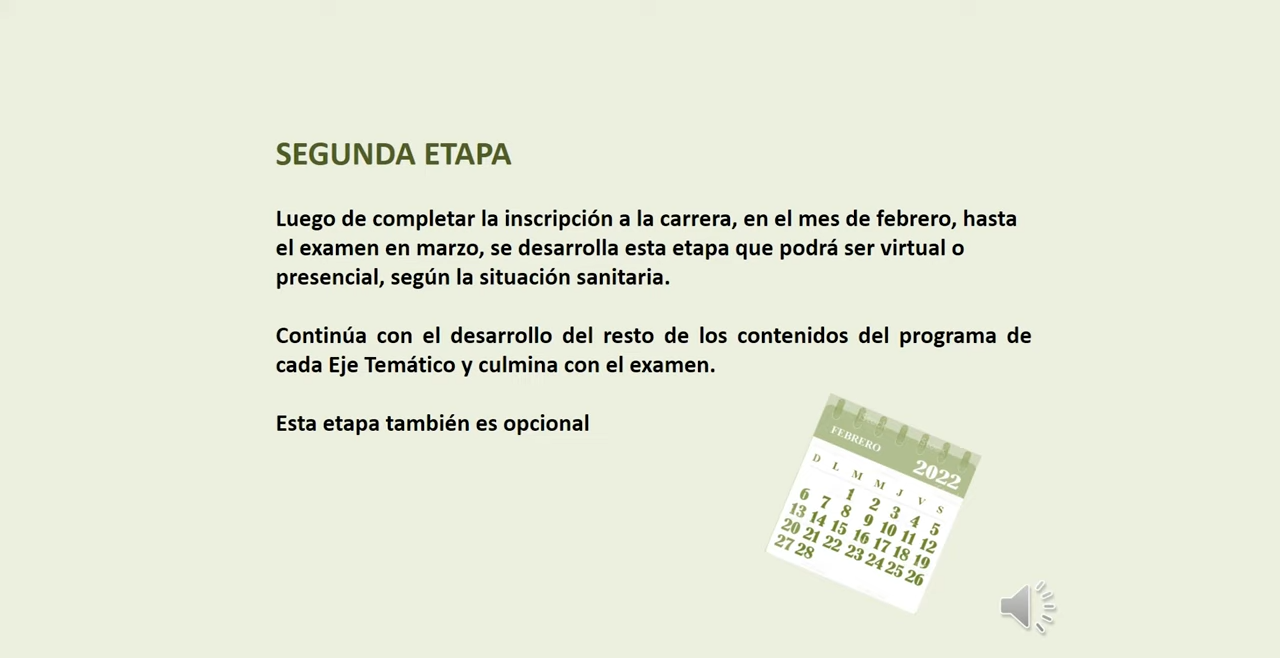 SEGUNDA ETAPA
Luego de completar la inscripción a la carrera, en el mes de febrero, hasta
el examen en marzo, se desarrolla esta etapa que podrá ser virtual o
presencial, según la situación sanitaria.
Continúa con el desarrollo del resto de los contenidos del programa de
cada Eje Temático y culmina con el examen.
Esta etapa también es opcional
FEBRERO 2022
D L M M J V S
1 2 3 4 5
6 7 8 9 10 11 12
13 14 15 16 17 18 19
20 21 22 23 24 25 26
27 28